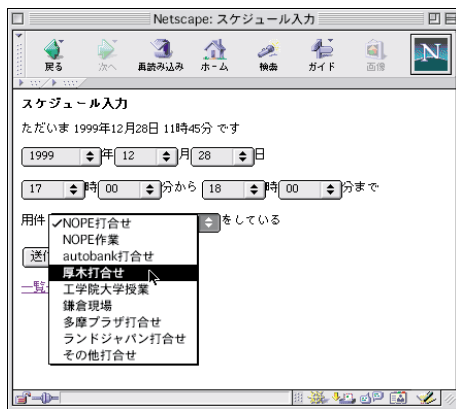 Netscape: スケジュール入力
戻る 次へ 再読み込み ホーム 検索 ガイド 画像 N
スケジュール入力
ただいま 1999年12月28日 11時45分 です
1999 年 12 月 28 日
17 時 00 分から 18 時 00 分まで
用件 ✓NOPE打合せ をしている
NOPE作業
autobank打合せ
厚木打合せ
工学院大学授業
鎌倉現場
多摩プラザ打合せ
ランドジャパン打合せ
その他打合せ
送
一覧